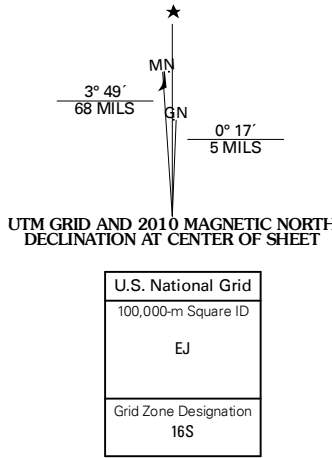 ★
MN
3° 49´
68 MILS
GN
0° 17´
5 MILS
UTM GRID AND 2010 MAGNETIC NORTH
DECLINATION AT CENTER OF SHEET
U.S. National Grid
100,000-m Square ID
EJ
Grid Zone Designation
16S